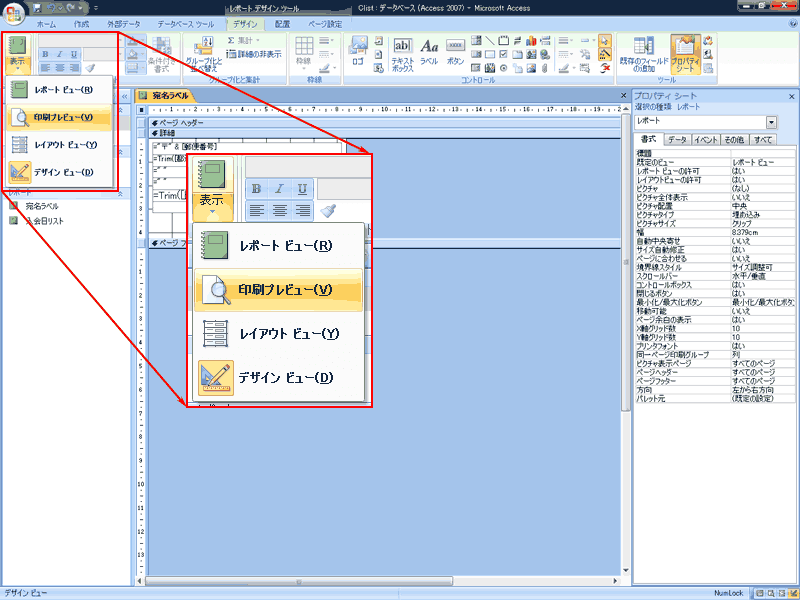 レポート デザイン ツール
Clist : データベース (Access 2007) - Microsoft Access
ホーム 作成 外部データ データベース ツール デザイン 配置 ページ設定
表示
B I U
条件付き
書式
グループ化と
並べ替え
Σ 集計
詳細の非表示
グループ化と集計
枠線
枠線
ロゴ
ab|
テキスト
ボックス
Aa
ラベル
ボタン
コントロール
既存のフィールド
の追加
プロパティ
シート
ツール
レポート ビュー(R)
印刷プレビュー(V)
レイアウト ビュー(Y)
デザイン ビュー(D)
レポート
宛名ラベル
入会日リスト
宛名ラベル
ページ ヘッダー
詳細
="〒" & [郵便番号]
=Trim([都
=" "
=" "
=Trim([
ページ フ
表示
B I U
レポート ビュー(R)
印刷プレビュー(V)
レイアウト ビュー(Y)
デザイン ビュー(D)
プロパティ シート
選択の種類: レポート
レポート
書式 データ イベント その他 すべて
標題
既定のビュー レポート ビュー
レポート ビューの許可 はい
レイアウトビューの許可 はい
ピクチャ (なし)
ピクチャ全体表示 いいえ
ピクチャ配置 中央
ピクチャタイプ 埋め込み
ピクチャサイズ クリップ
幅 8.379cm
自動中央寄せ いいえ
サイズ自動修正 はい
ページに合わせる いいえ
境界線スタイル サイズ調整可
スクロールバー 水平/垂直
コントロールボックス はい
閉じるボタン はい
最小化/最大化ボタン 最小化/最大化ボタン
移動可能 いいえ
ページ余白の表示 はい
X軸グリッド数 10
Y軸グリッド数 10
プリンタフォント はい
同一ページ印刷グループ 列
ピクチャ表示ページ すべてのページ
ページヘッダー すべてのページ
ページフッター すべてのページ
方向 左から右方向
パレット元 (既定の設定)
デザイン ビュー
NumLock